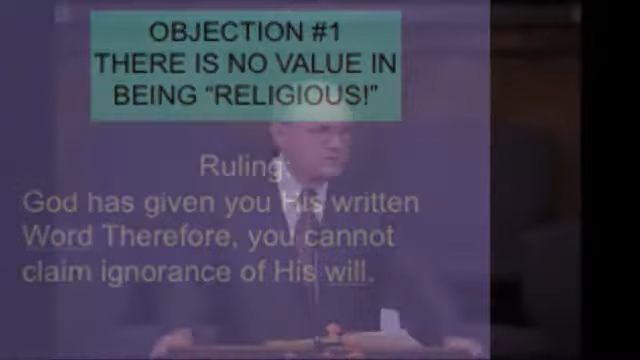 OBJECTION #1
THERE IS NO VALUE IN
BEING “RELIGIOUS!”
Ruling:
God has given you His written
Word Therefore, you cannot
claim ignorance of His will.